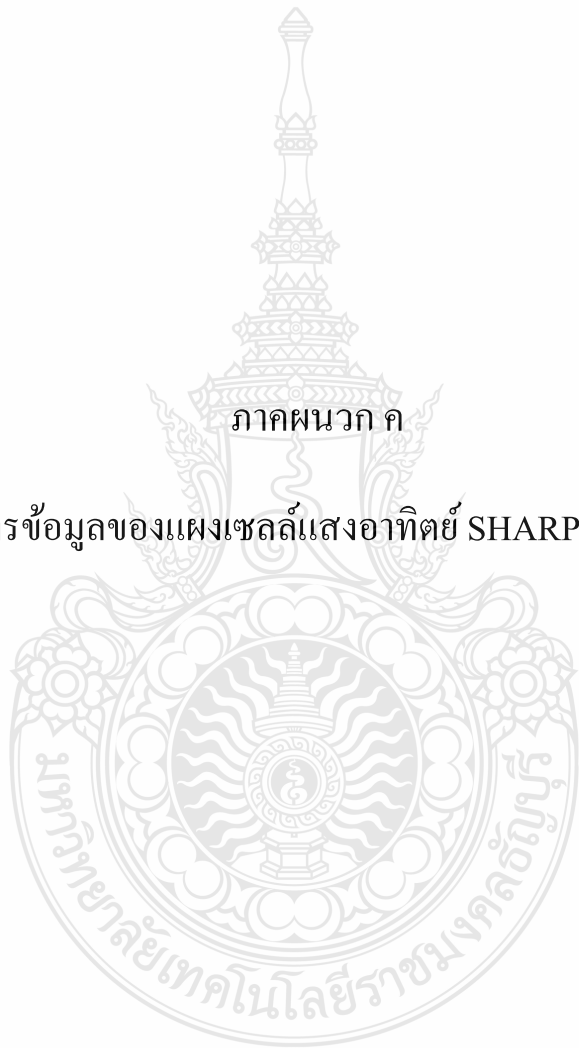 ภาคผนวก ค
รข้อมูลของแผงเซลล์แสงอาทิตย์ SHARP
มหาวิทยาลัยเทคโนโลยีราชมงคลธัญบุรี